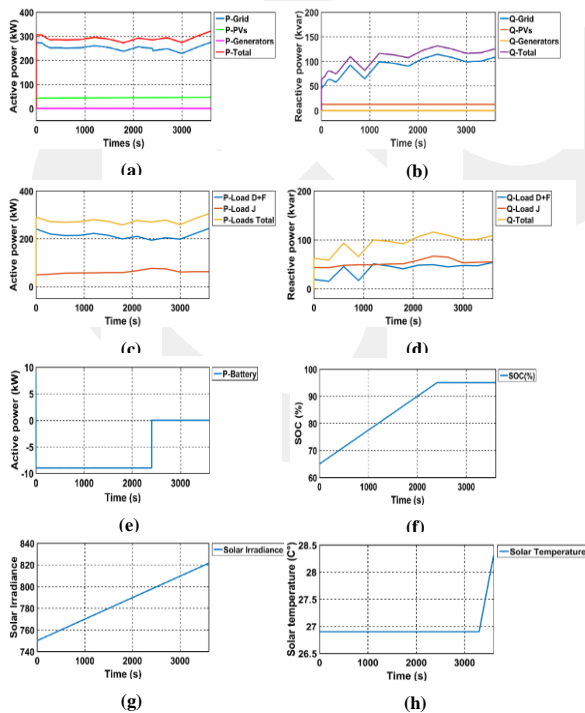 400
300
200
100
0
Active power (kW)
0 1000 2000 3000
Times (s)
P-Grid
P-PVs
P-Generators
P-Total
(a)
200
150
100
50
0
Reactive power (kvar)
0 1000 2000 3000
Time (s)
Q-Grid
Q-PVs
Q-Generators
Q-Total
(b)
400
200
0
Active power (kW)
0 1000 2000 3000
Time (s)
P-Load D+F
P-Load J
P-Loads Total
(c)
200
100
0
Reactive power (kvar)
0 1000 2000 3000
Time (s)
Q-Load D+F
Q-Load J
Q-Total
(d)
10
5
0
-5
-10
Active power (kW)
0 1000 2000 3000
Time (s)
P-Battery
(e)
100
90
80
70
60
SOC (%)
0 1000 2000 3000
Time (s)
SOC(%)
(f)
840
820
800
780
760
740
Solar Irradiance
0 1000 2000 3000
Time (s)
Solar Irradiance
(g)
28.5
28
27.5
27
26.5
Solar temperature (C°)
0 1000 2000 3000
Time (s)
Solar Temperature
(h)